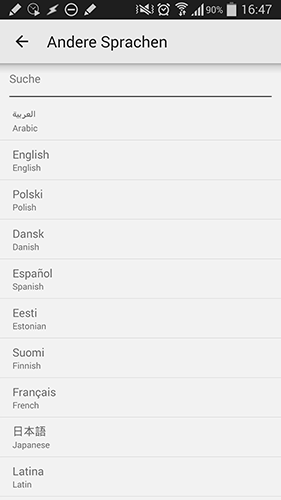 90% 16:47
Andere Sprachen
Suche
العربية
Arabic
English
English
Polski
Polish
Dansk
Danish
Español
Spanish
Eesti
Estonian
Suomi
Finnish
Français
French
日本語
Japanese
Latina
Latin